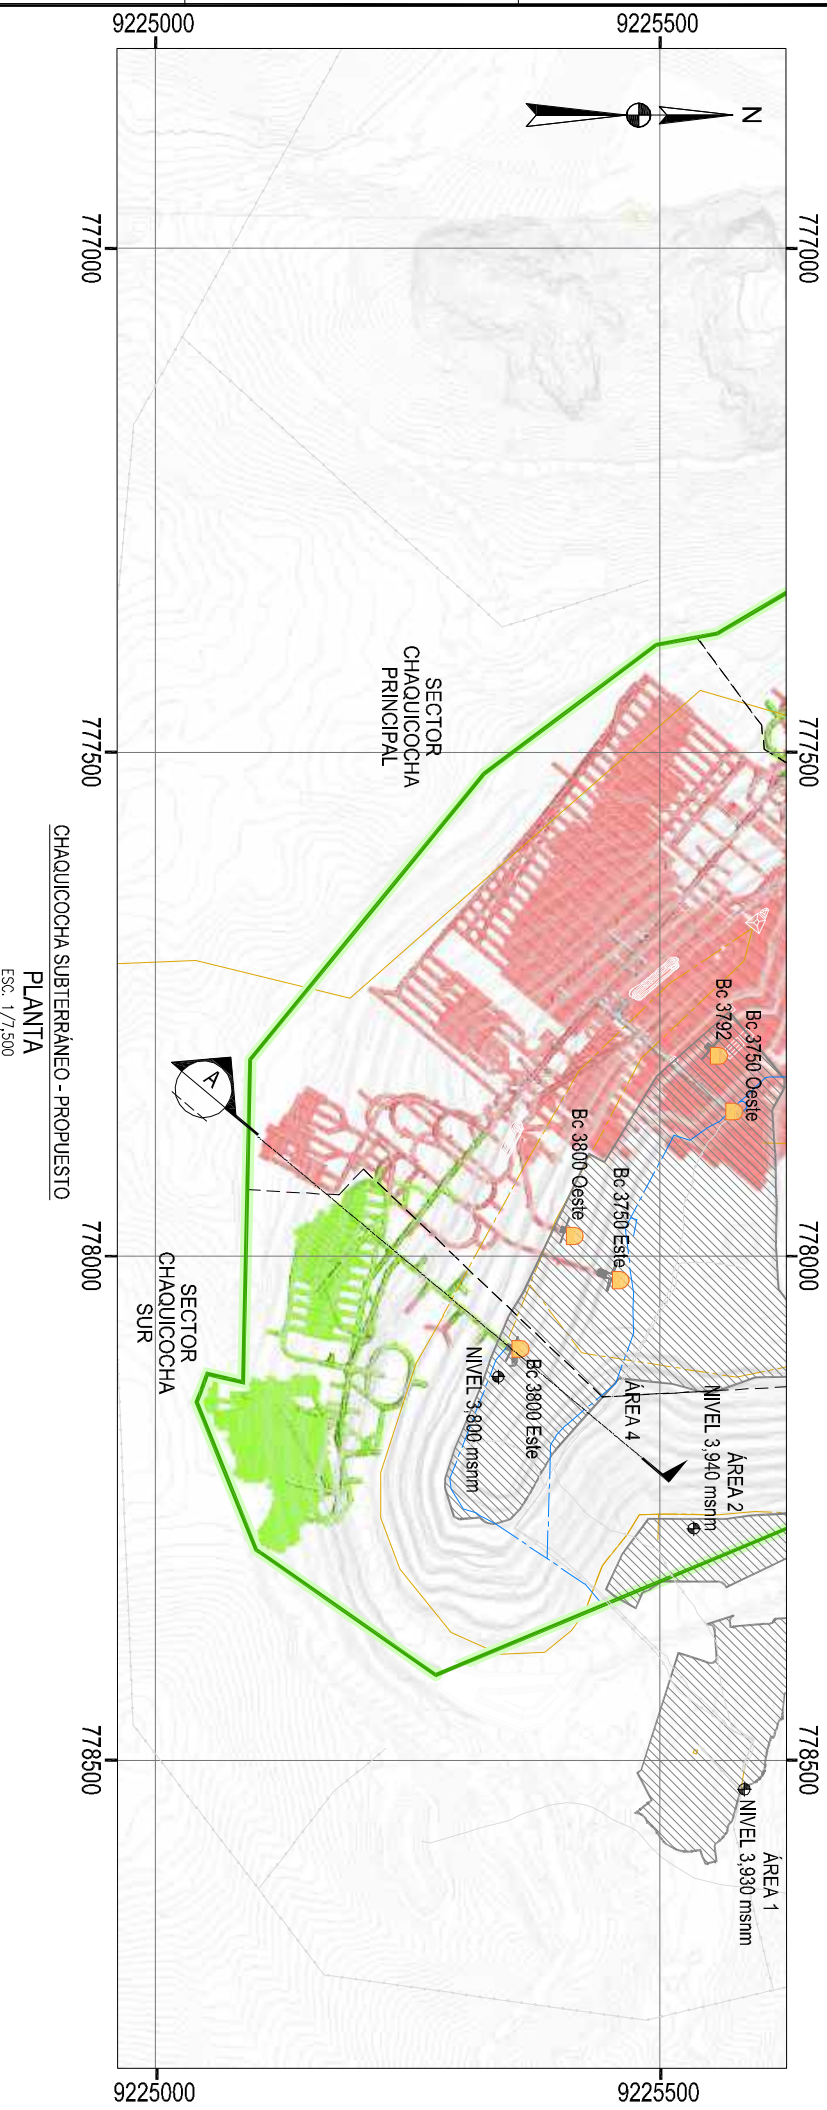 9225000
9225500
N
777000
777000
SECTOR
CHAQUICOCHA
PRINCIPAL
777500
777500
Bc 3792
Bc 3750 Oeste
Bc 3800 Oeste
Bc 3750 Este
Bc 3800 Este
NIVEL 3,800 msnm
ÁREA 4
ÁREA 2
NIVEL 3,940 msnm
A
778000
778000
SECTOR
CHAQUICOCHA
SUR
778500
778500
ÁREA 1
NIVEL 3,930 msnm
9225000
9225500
CHAQUICOCHA SUBTERRÁNEO - PROPUESTO
PLANTA
ESC. 1/7,500